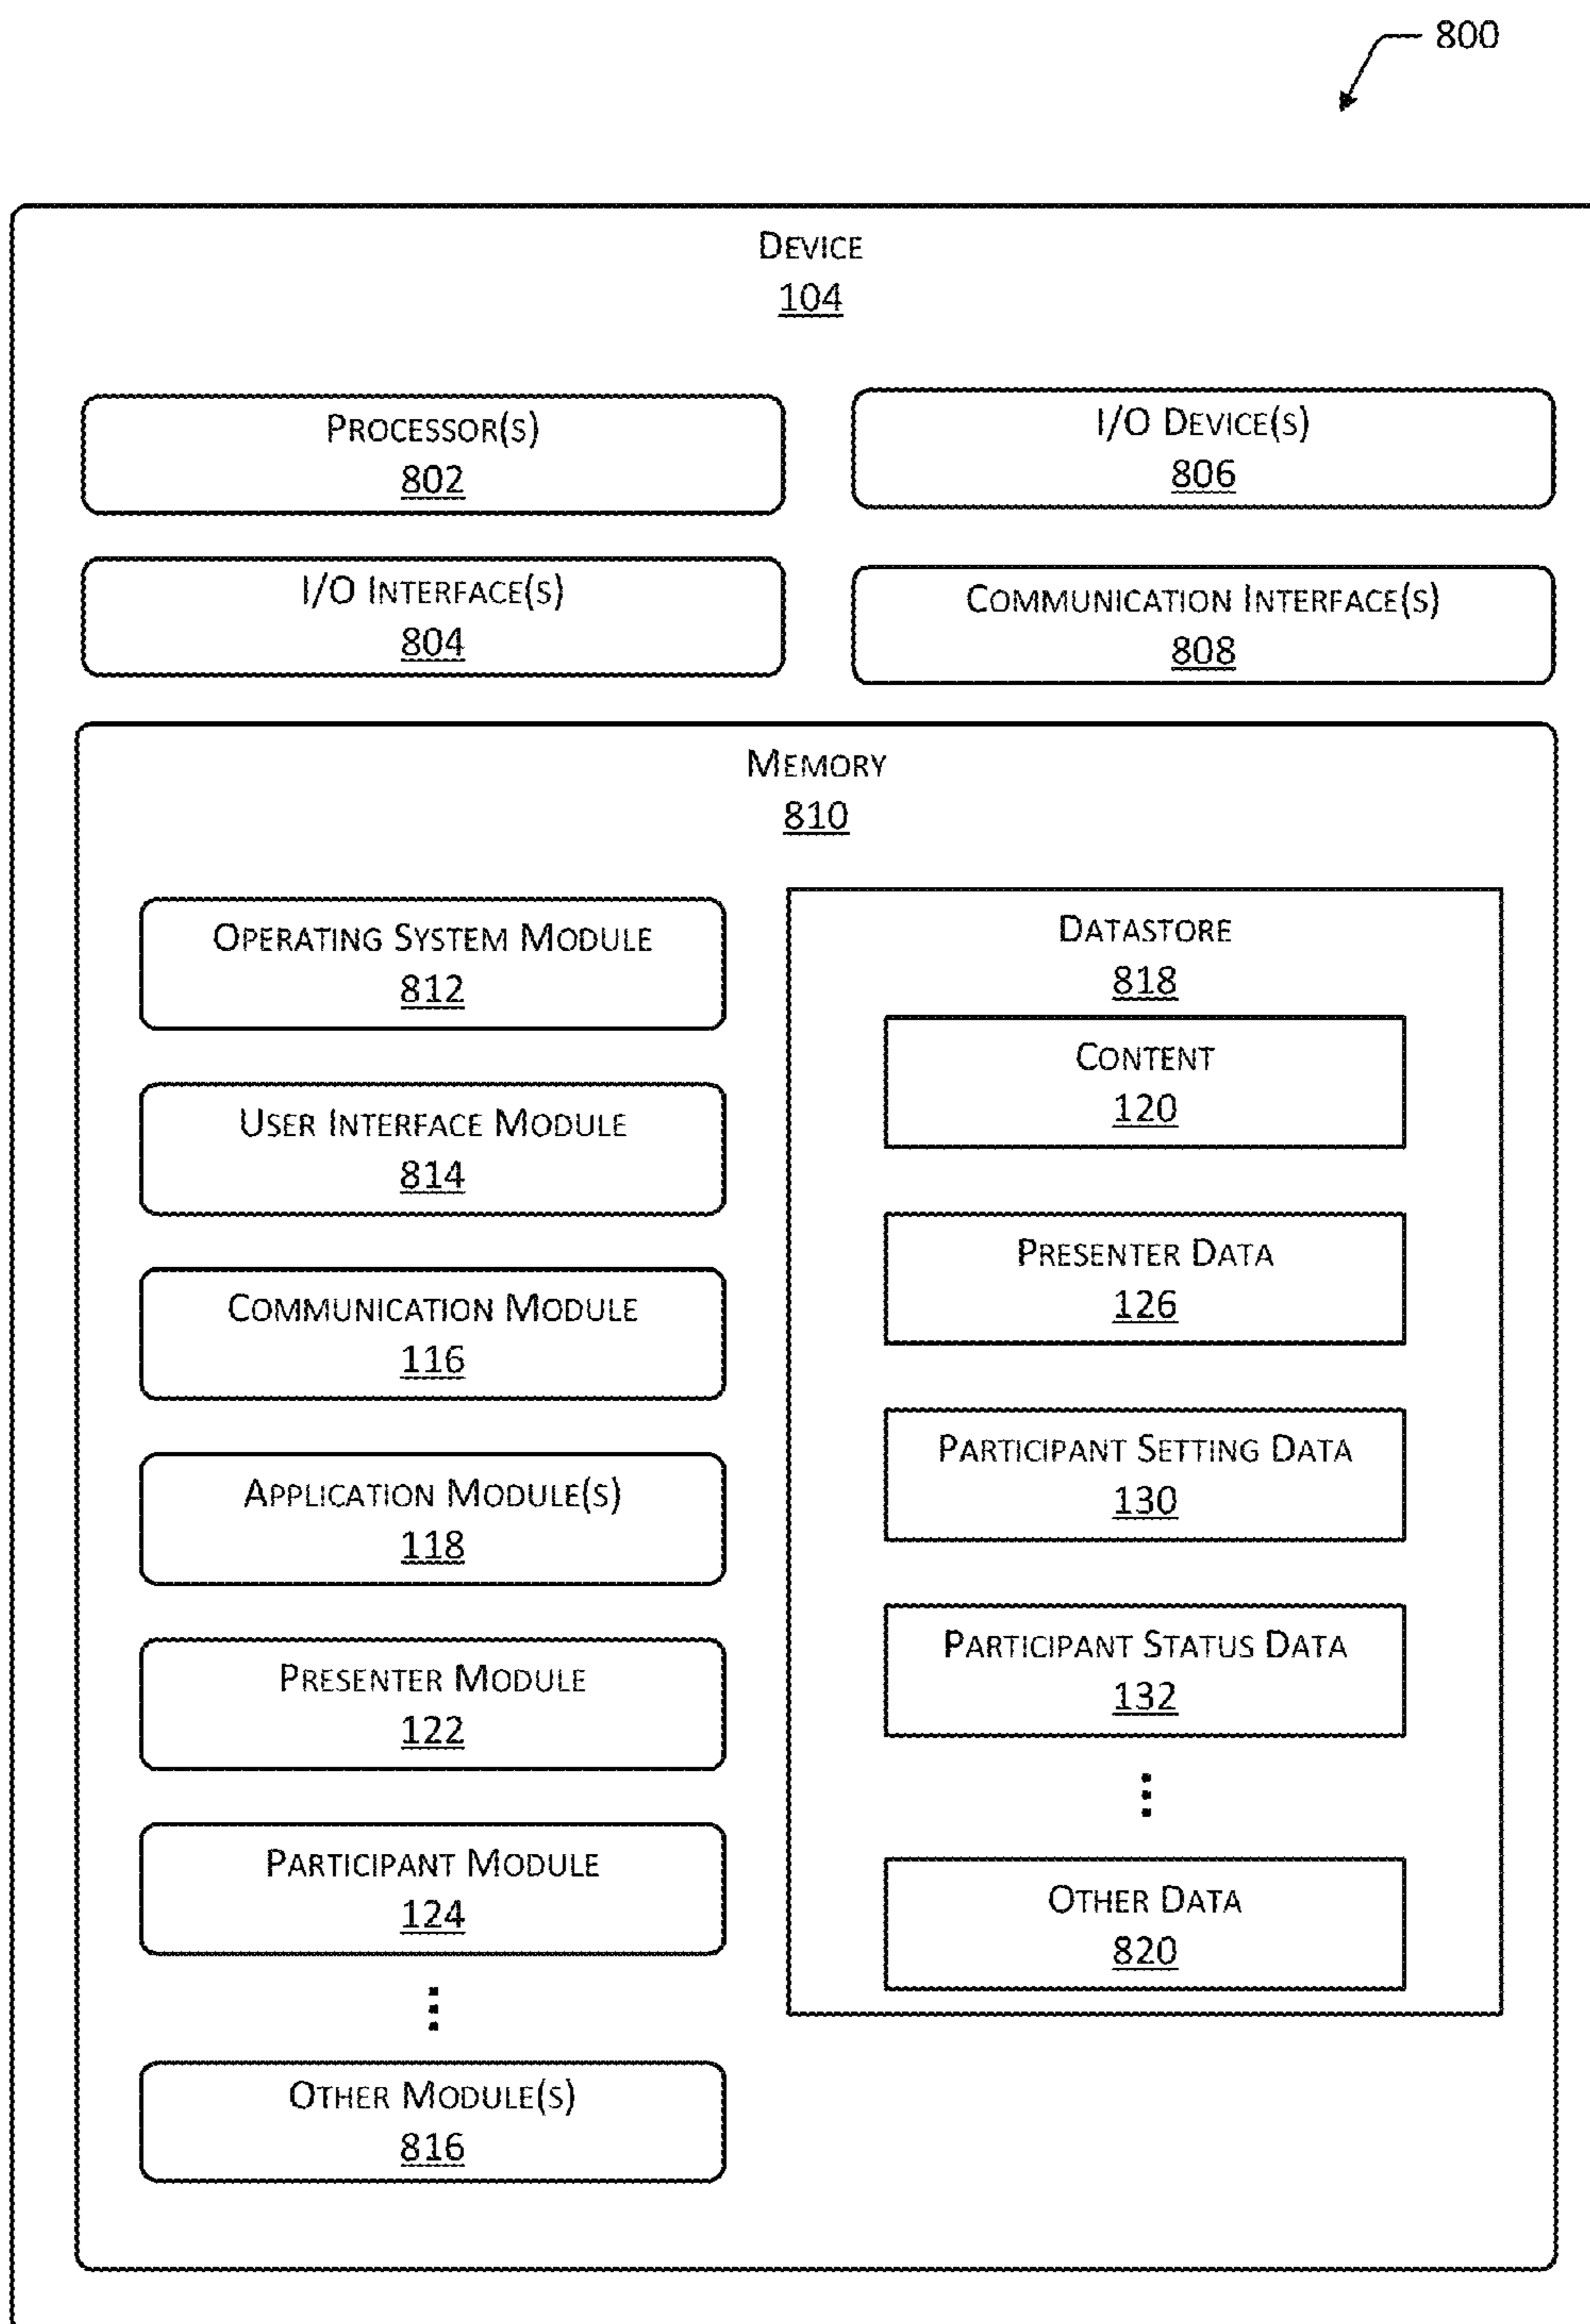 800
DEVICE
104
PROCESSOR(S)
802
I/O DEVICE(S)
806
I/O INTERFACE(S)
804
COMMUNICATION INTERFACE(S)
808
MEMORY
810
OPERATING SYSTEM MODULE
812
USER INTERFACE MODULE
814
COMMUNICATION MODULE
116
APPLICATION MODULE(S)
118
PRESENTER MODULE
122
PARTICIPANT MODULE
124
OTHER MODULE(S)
816
DATASTORE
818
CONTENT
120
PRESENTER DATA
126
PARTICIPANT SETTING DATA
130
PARTICIPANT STATUS DATA
132
OTHER DATA
820